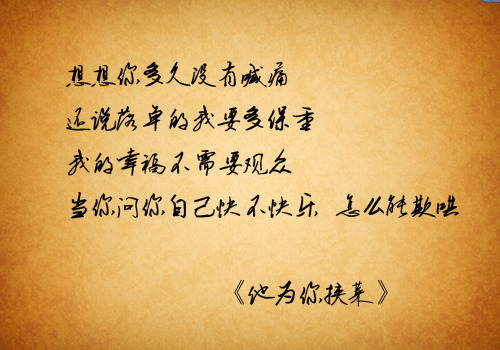 想想你多久没有喊痛
还说落单的我要多保重
我的幸福不需要观众
当你问你自己快不快乐 怎么能欺哄
《他为你挟菜》